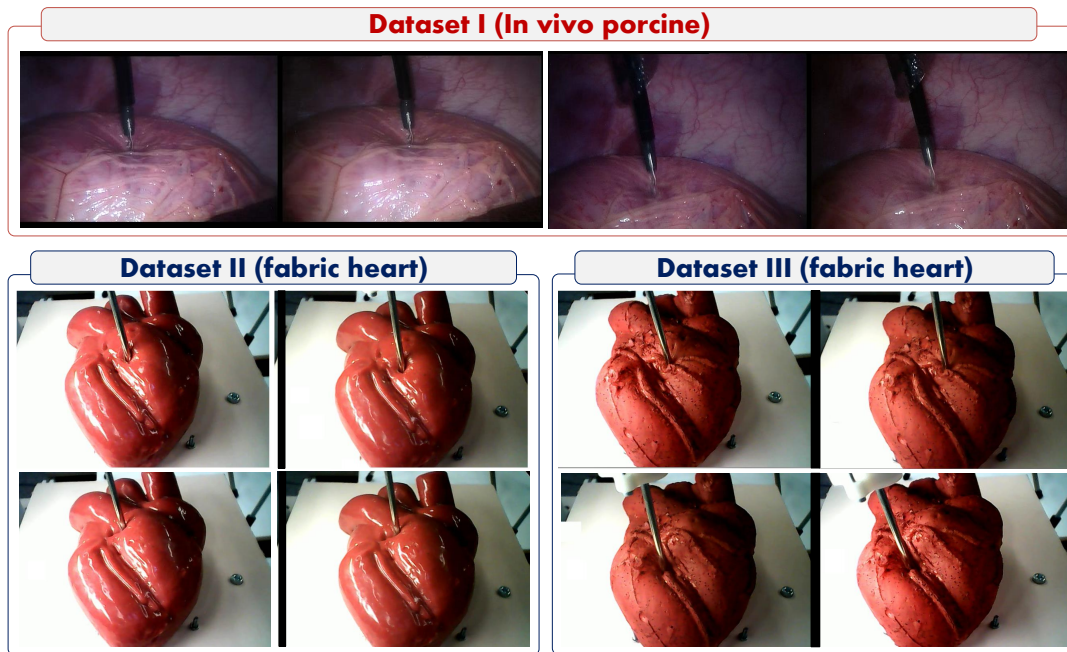 Dataset I (In vivo porcine)
Dataset II (fabric heart)
Dataset III (fabric heart)